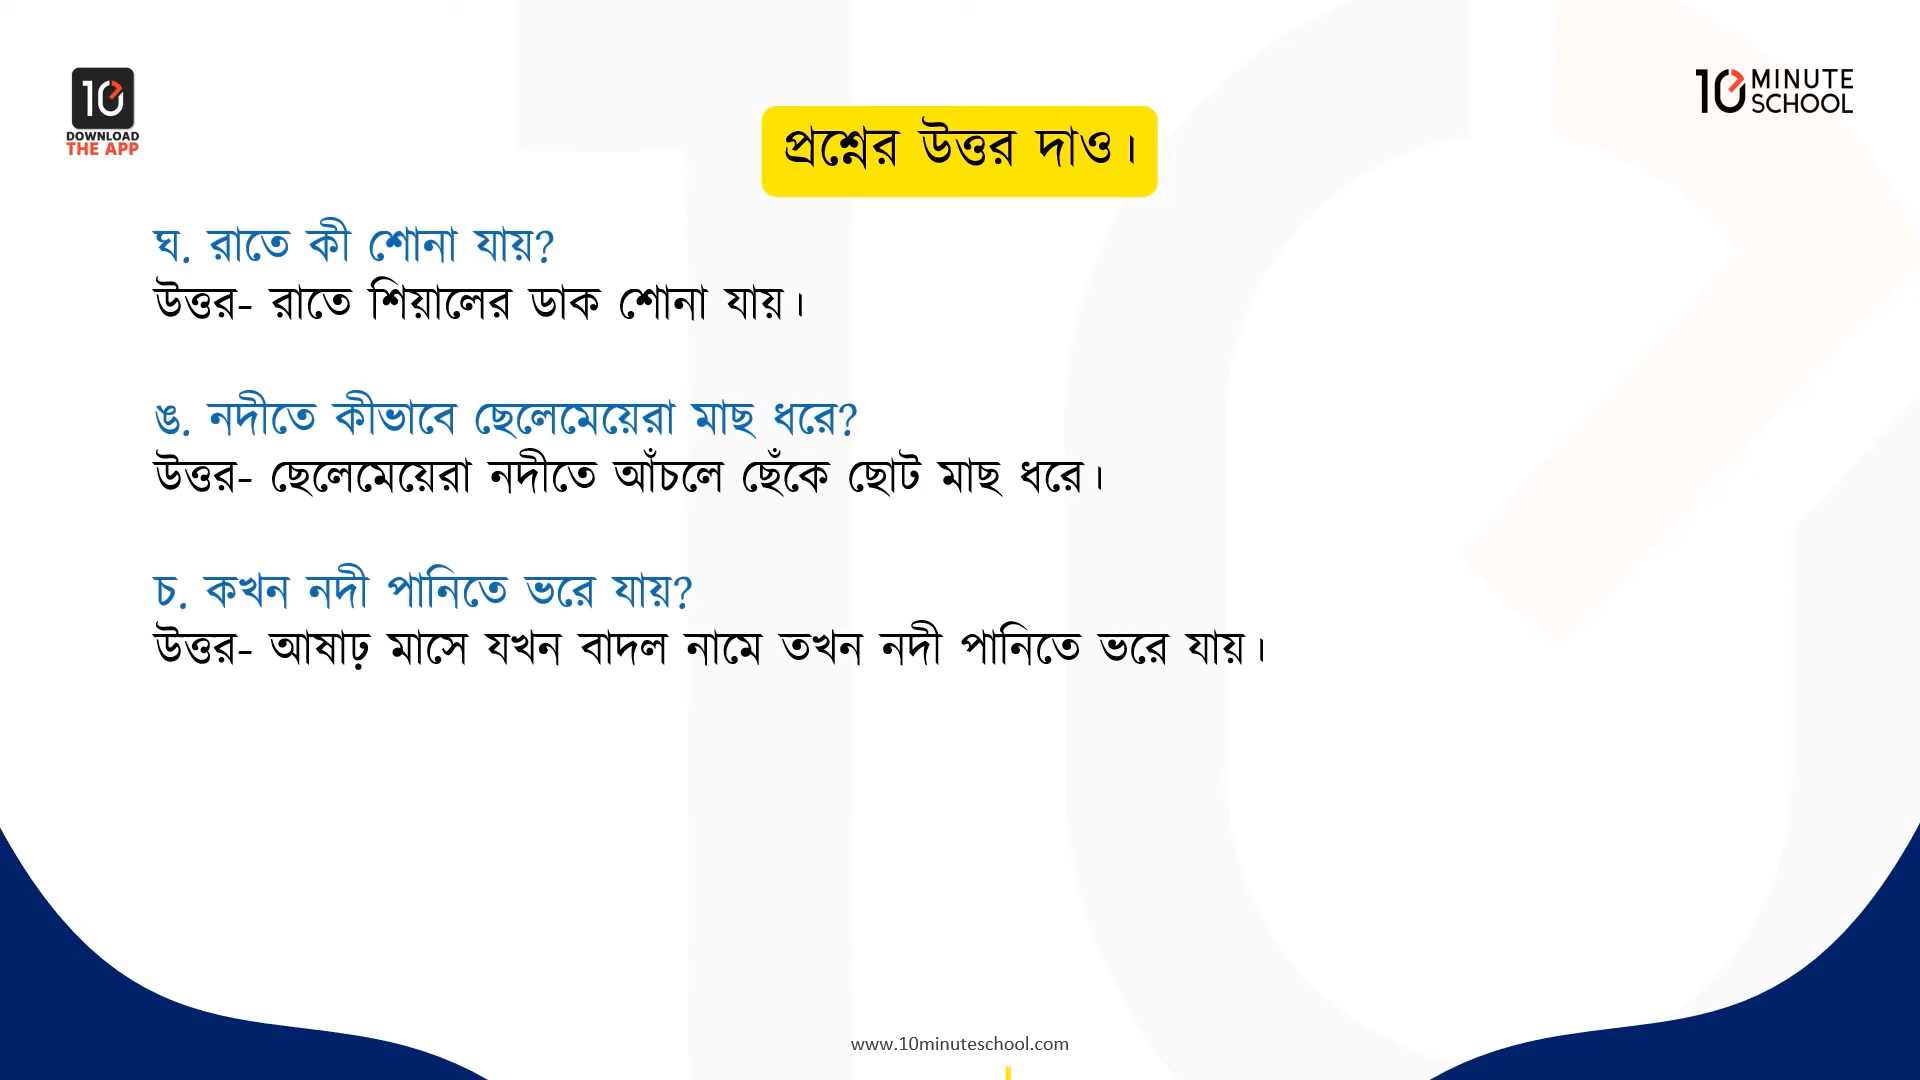 10
DOWNLOAD
THE APP
10 MINUTE
SCHOOL
প্রশ্নের উত্তর দাও।
ঘ. রাতে কী শোনা যায়?
উত্তর- রাতে শিয়ালের ডাক শোনা যায়।
ঙ. নদীতে কীভাবে ছেলেমেয়েরা মাছ ধরে?
উত্তর- ছেলেমেয়েরা নদীতে আঁচলে ছেঁকে ছোট মাছ ধরে।
চ. কখন নদী পানিতে ভরে যায়?
উত্তর- আষাঢ় মাসে যখন বাদল নামে তখন নদী পানিতে ভরে যায়।
www.10minuteschool.com